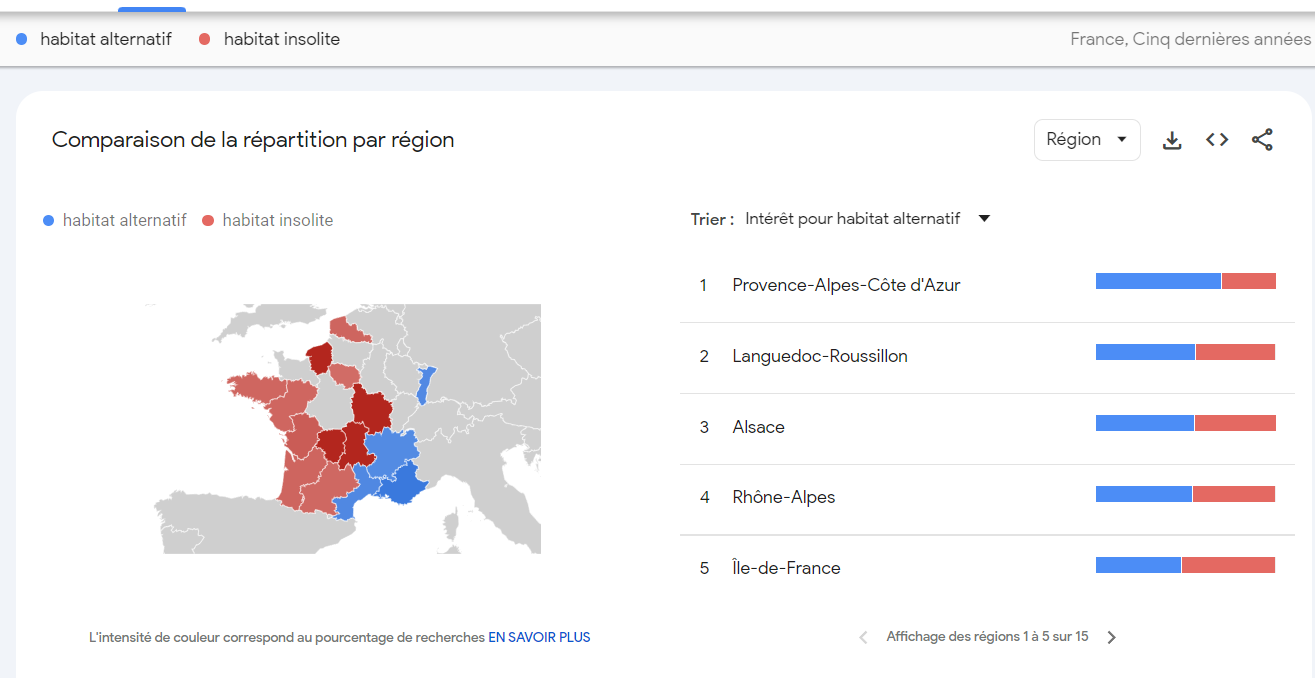 habitat alternatif habitat insolite France, Cinq dernières années
Comparaison de la répartition par région
Région
habitat alternatif habitat insolite
Trier : Intérêt pour habitat alternatif
1 Provence-Alpes-Côte d'Azur
2 Languedoc-Roussillon
3 Alsace
4 Rhône-Alpes
5 Île-de-France
L'intensité de couleur correspond au pourcentage de recherches EN SAVOIR PLUS
Affichage des régions 1 à 5 sur 15